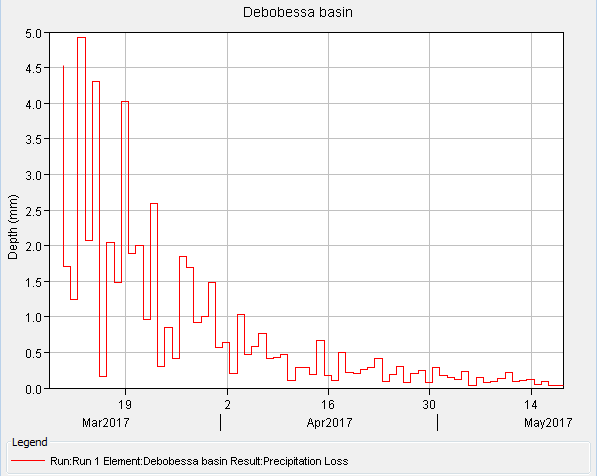 Debobessa basin
5.0
4.5
4.0
3.5
3.0
2.5
2.0
1.5
1.0
0.5
0.0
Depth (mm)
19 2 16 30 14
Mar2017 Apr2017 May2017
Legend
Run:Run 1 Element:Debobessa basin Result:Precipitation Loss